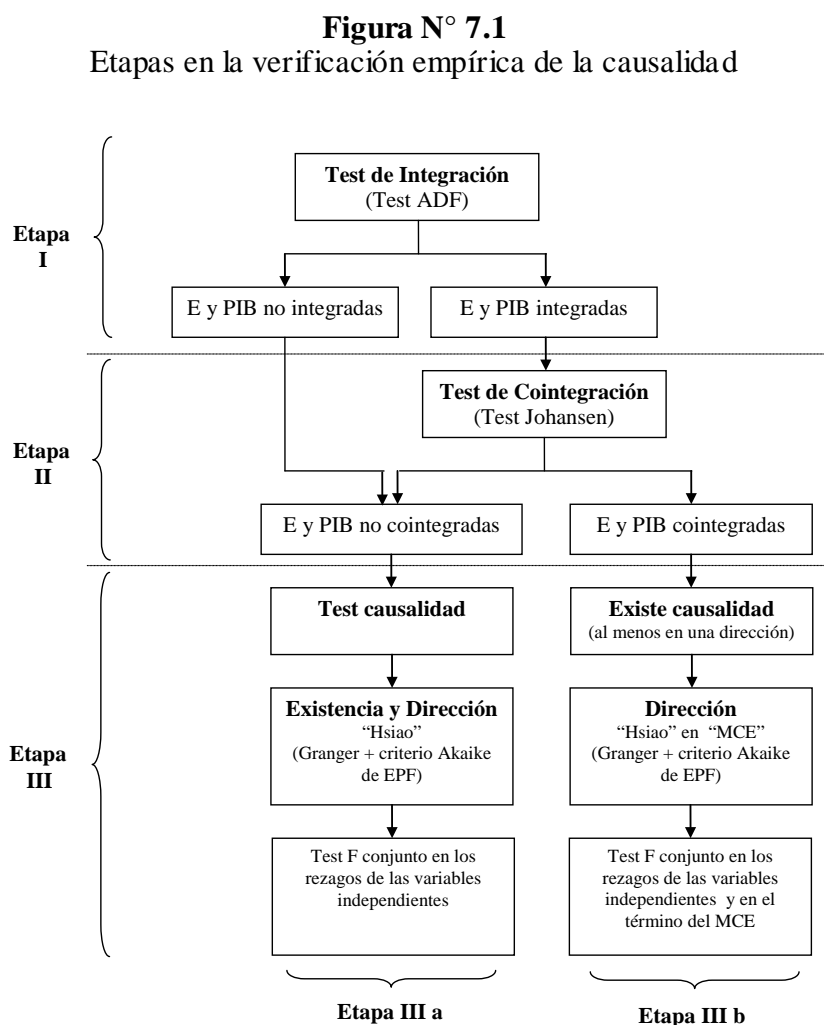 Figura N° 7.1
Etapas en la verificación empírica de la causalidad
Test de Integración
(Test ADF)
Etapa
I
E y PIB no integradas
E y PIB integradas
Test de Cointegración
(Test Johansen)
Etapa
II
E y PIB no cointegradas
E y PIB cointegradas
Test causalidad
Existe causalidad
(al menos en una dirección)
Etapa
III
Existencia y Dirección
“Hsiao”
(Granger + criterio Akaike
de EPF)
Dirección
“Hsiao” en “MCE”
(Granger + criterio Akaike
de EPF)
Test F conjunto en los
rezagos de las variables
independientes
Test F conjunto en los
rezagos de las variables
independientes y en el
término del MCE
Etapa III a
Etapa III b